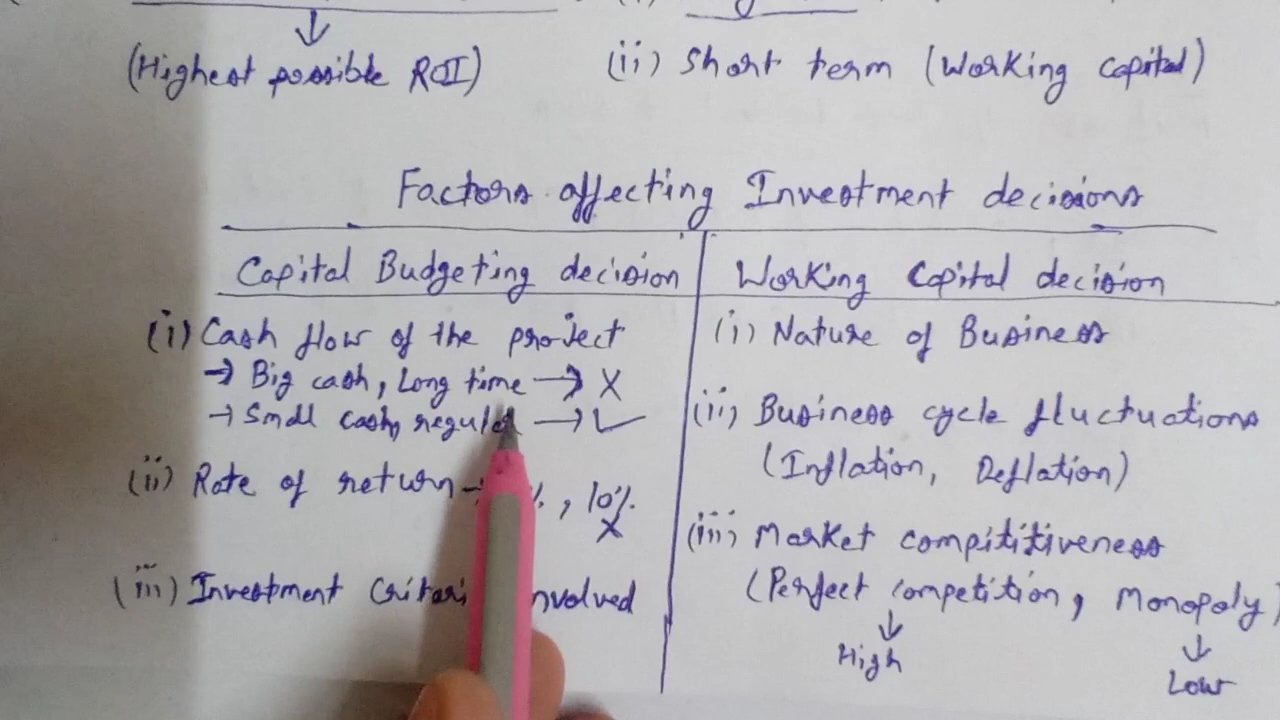 (Highest possible ROI)
(ii) Short term (Working capital)
Factors affecting Investment decisions
Capital Budgeting decision
(i) Cash flow of the project
→ Big cash, Long time → X
→ Small cash, regular → ✓
(ii) Rate of return → %, 10%
X
(iii) Investment involved
Working Capital decision
(i) Nature of Business
(ii) Business cycle fluctuations
(Inflation, Deflation)
(iii) Market compititiveness
(Perfect competition, Monopoly)
↓ ↓
High Low